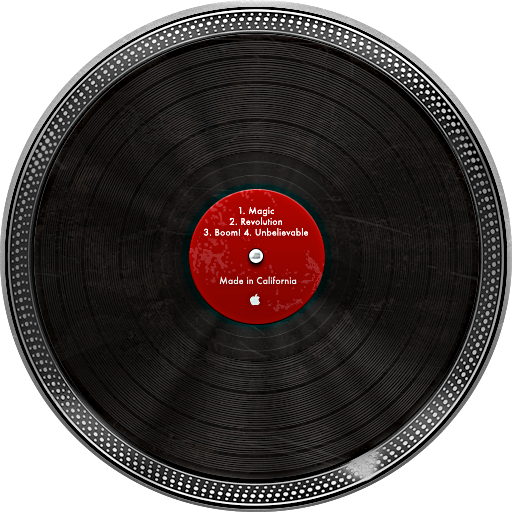 1. Magic
2. Revolution
3. Boom! 4. Unbelievable
Made in California